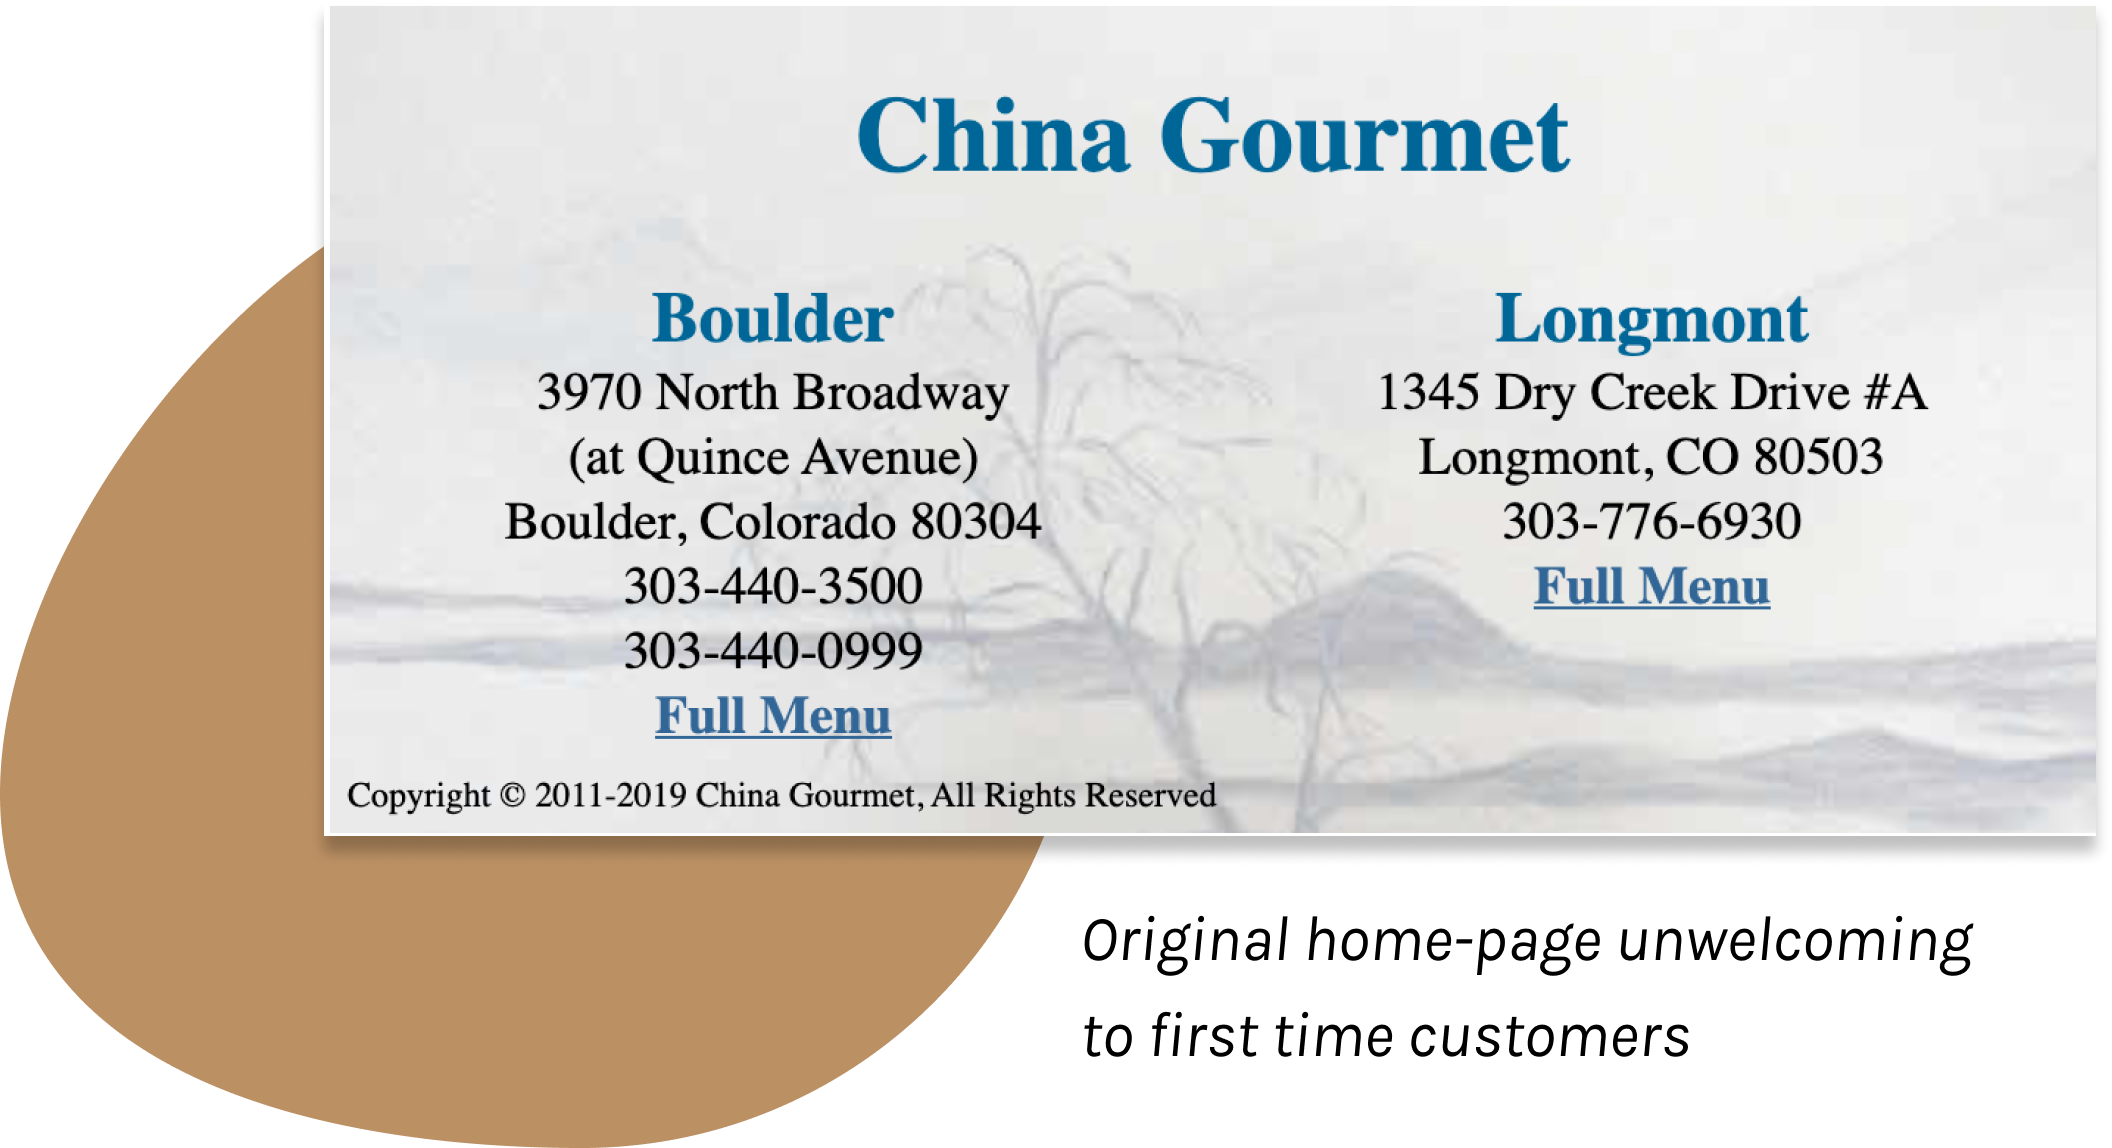 China Gourmet
Boulder
3970 North Broadway
(at Quince Avenue)
Boulder, Colorado 80304
303-440-3500
303-440-0999
Full Menu
Longmont
1345 Dry Creek Drive #A
Longmont, CO 80503
303-776-6930
Full Menu
Copyright © 2011-2019 China Gourmet, All Rights Reserved
Original home-page unwelcoming
to first time customers